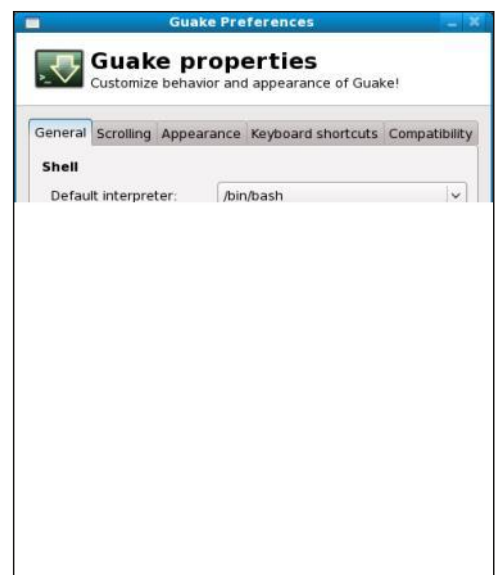 Guake Preferences
Guake properties
Customize behavior and appearance of Guake!
General Scrolling Appearance Keyboard shortcuts Compatibility
Shell
Default interpreter: /bin/bash